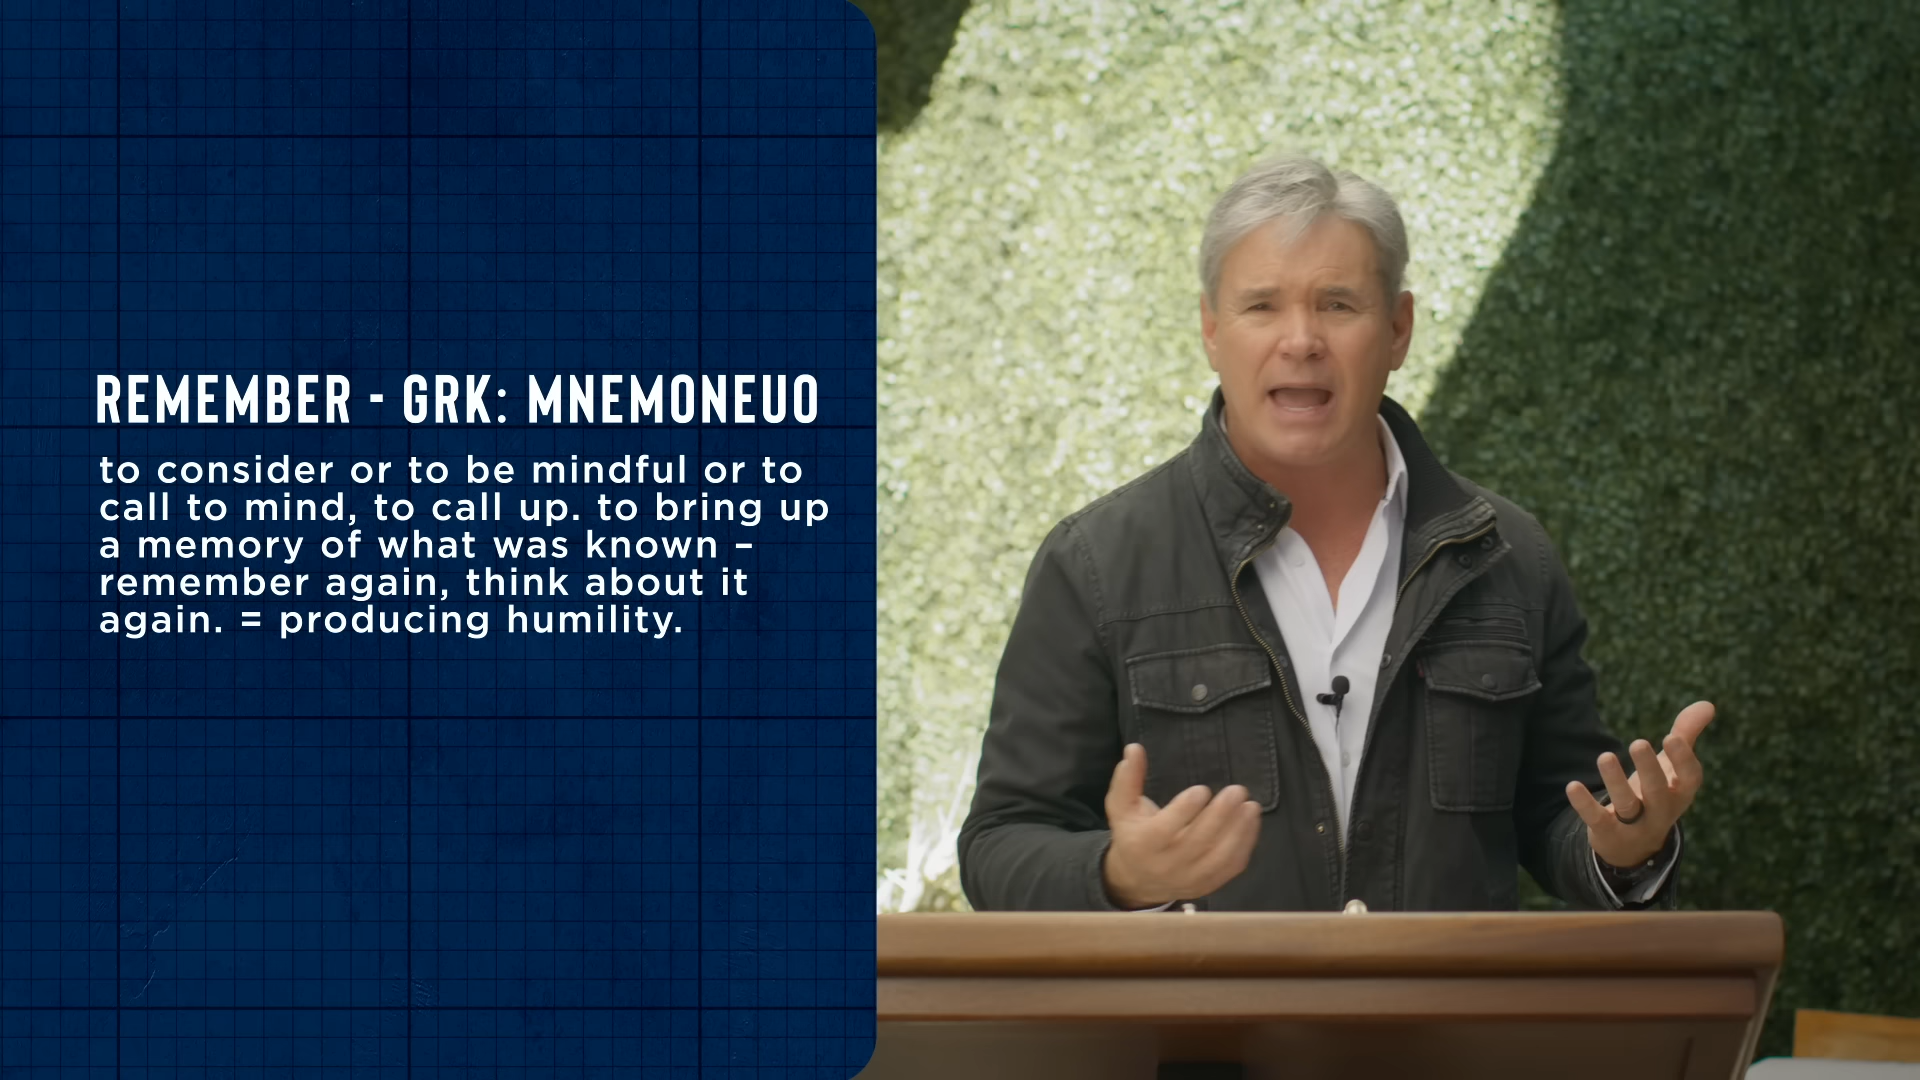 REMEMBER - GRK: MNEMONEUO
to consider or to be mindful or to
call to mind, to call up. to bring up
a memory of what was known –
remember again, think about it
again. = producing humility.